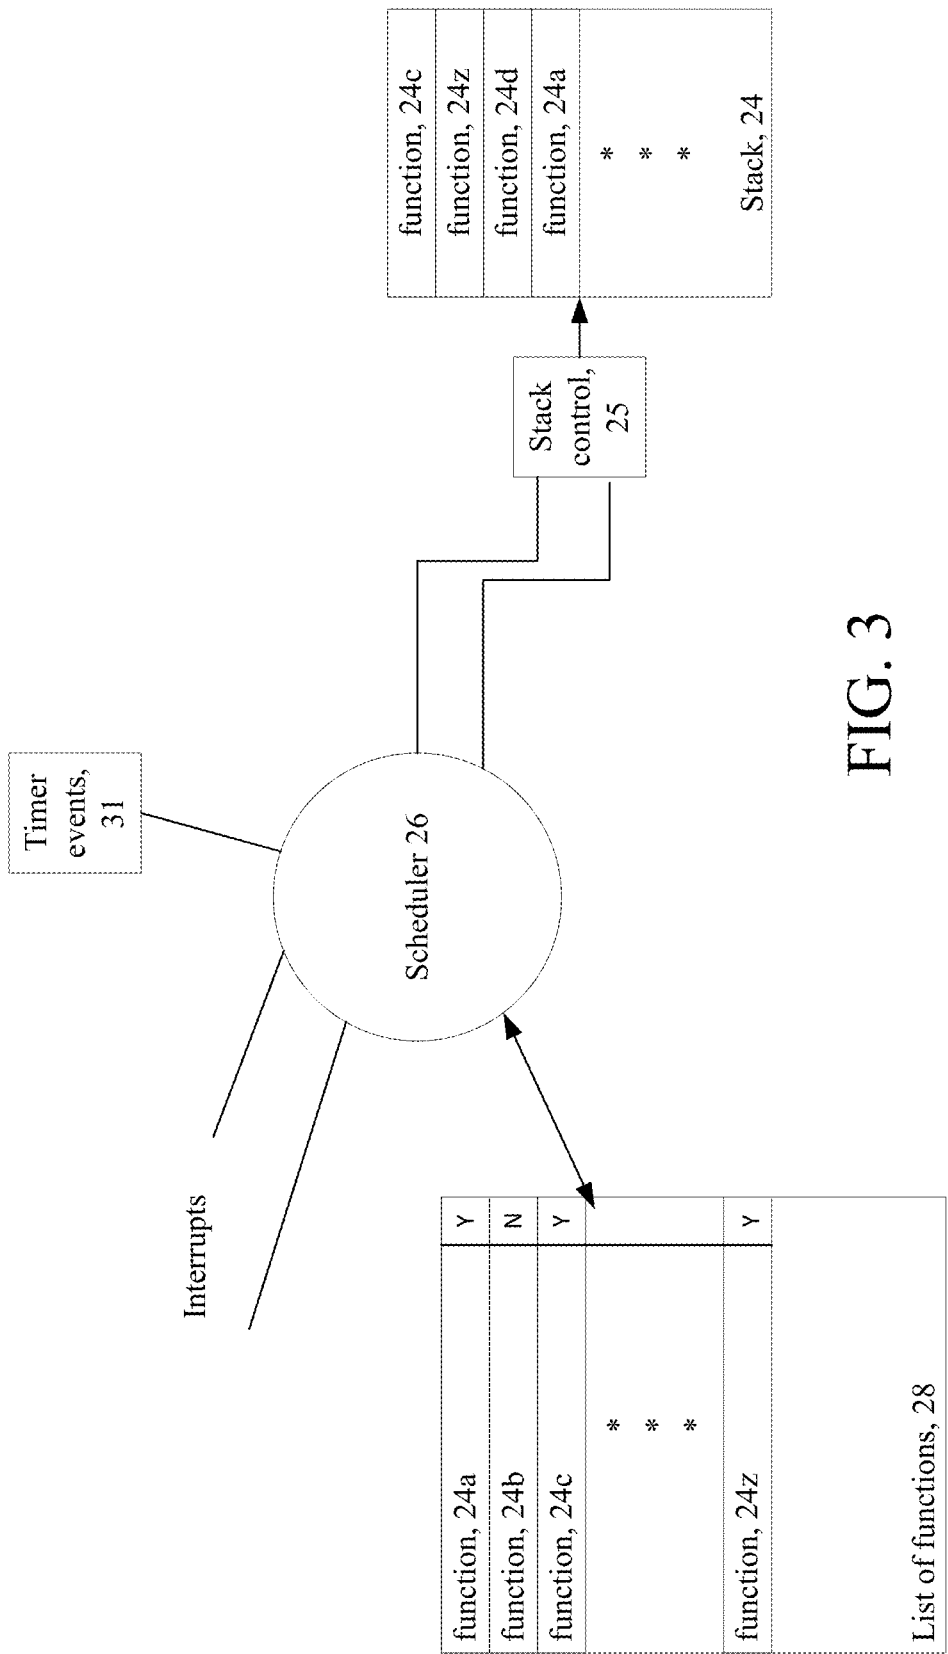 Interrupts
Timer
events,
31
Scheduler 26
function, 24a Y
function, 24b N
function, 24c Y
*
*
*
function, 24z Y
List of functions, 28
Stack
control,
25
function, 24c
function, 24z
function, 24d
function, 24a
*
*
*
Stack, 24
FIG. 3